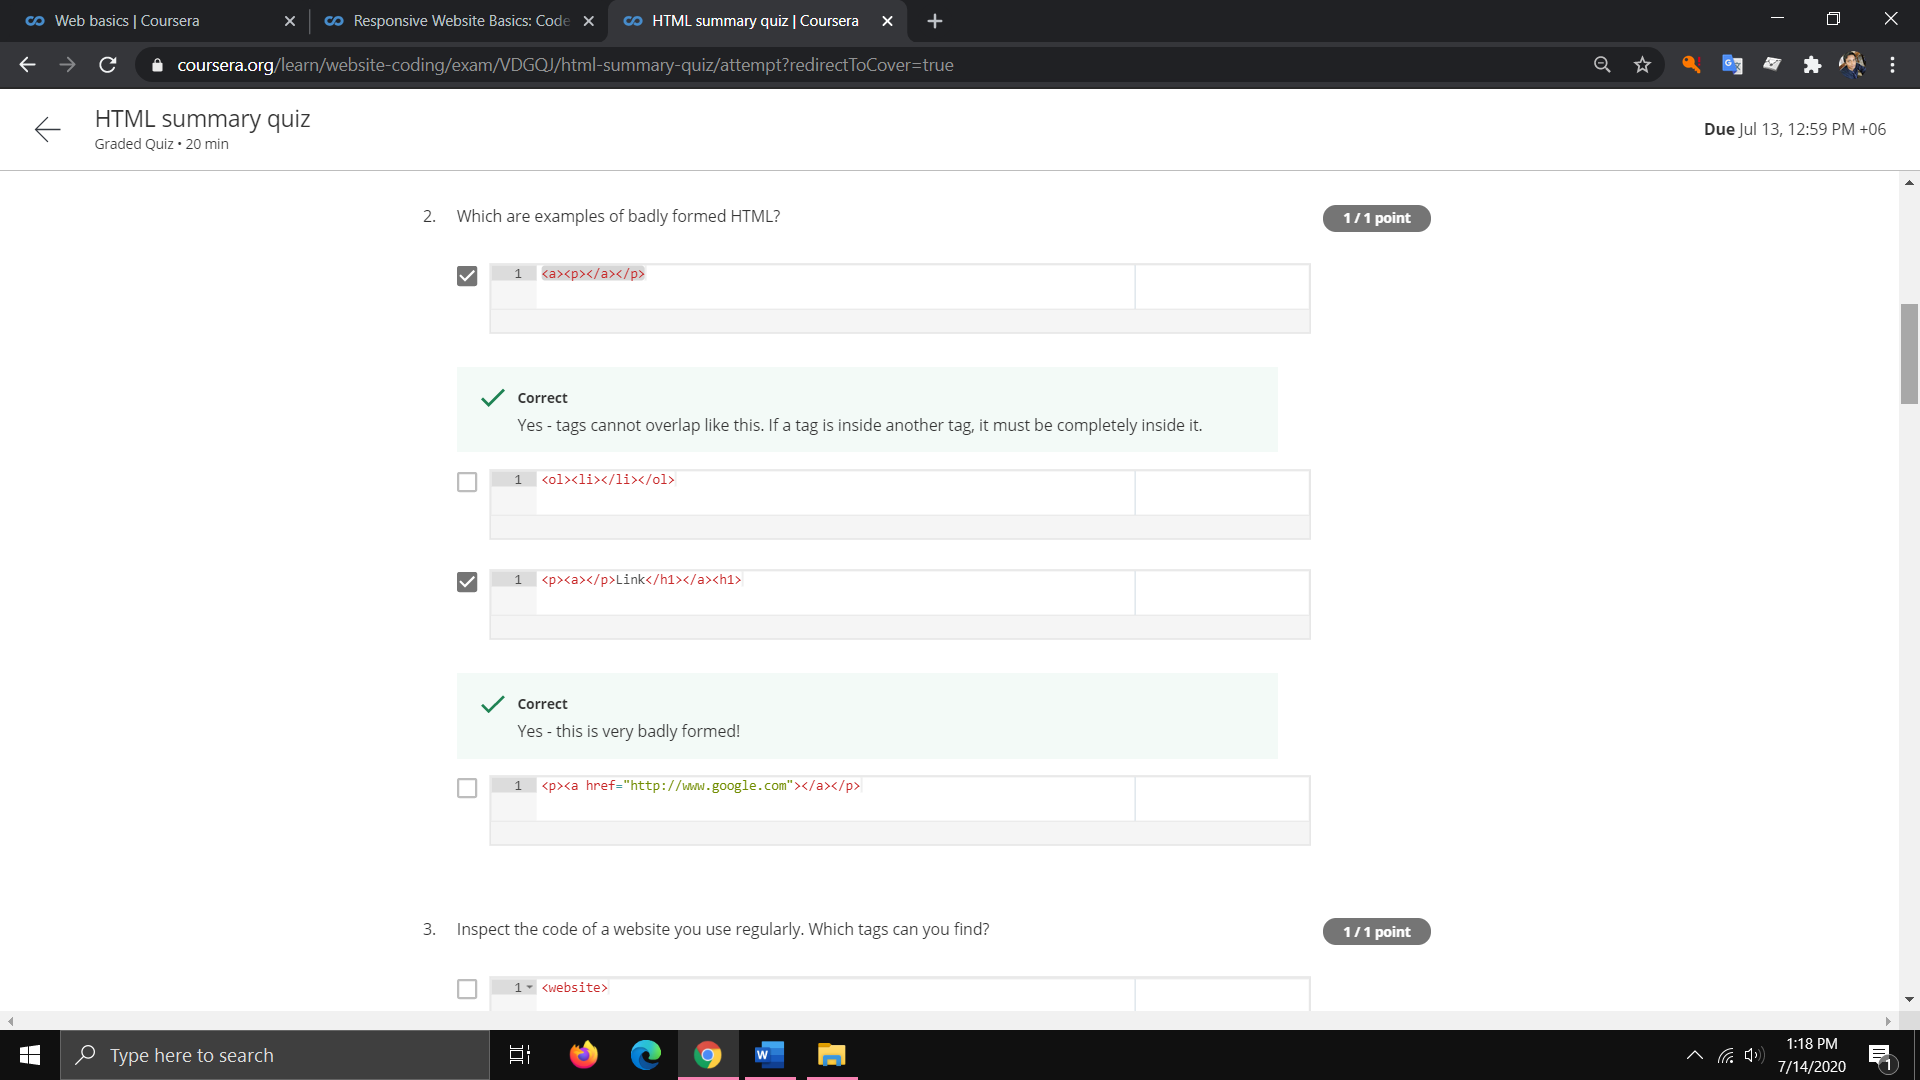 Web basics | Coursera
Responsive Website Basics: Code
HTML summary quiz | Coursera
coursera.org/learn/website-coding/exam/VDGQJ/html-summary-quiz/attempt?redirectToCover=true
HTML summary quiz
Graded Quiz • 20 min
Due Jul 13, 12:59 PM +06
2. Which are examples of badly formed HTML?
1 / 1 point
1 <a><p></a></p>
Correct
Yes - tags cannot overlap like this. If a tag is inside another tag, it must be completely inside it.
1 <ol><li></li></ol>
1 <p><a></p>Link</h1></a><h1>
Correct
Yes - this is very badly formed!
1 <p><a href="http://www.google.com"></a></p>
3. Inspect the code of a website you use regularly. Which tags can you find?
1 / 1 point
1 <website>
Type here to search
1:18 PM
7/14/2020
1